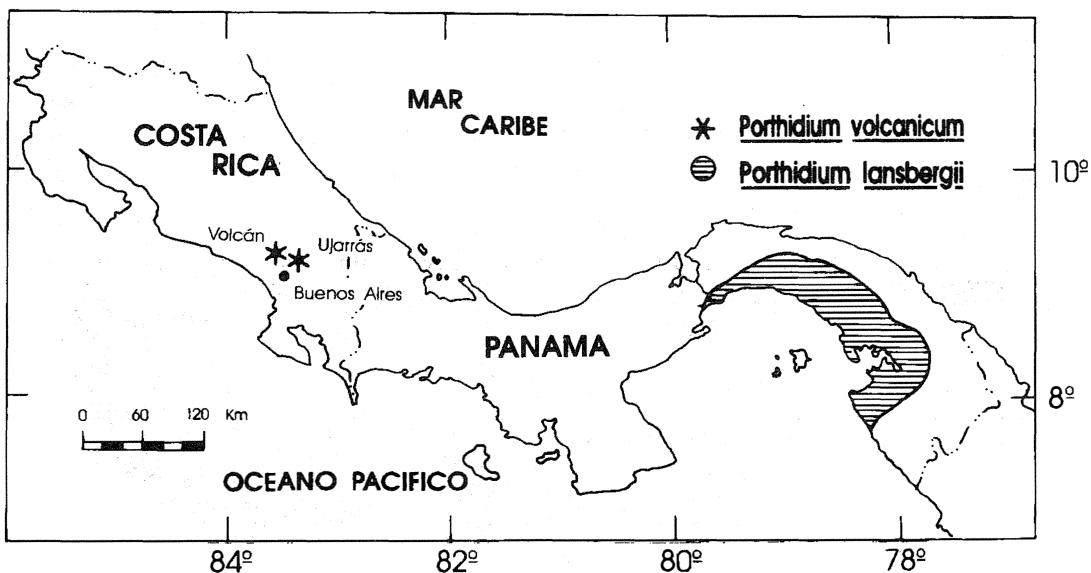 MAR
CARIBE
COSTA
RICA
Porthidium volcanicum
Porthidium lansbergii
10º
Volcán
Ujarrás
Buenos Aires
PANAMA
8º
0 60 120 Km
OCEANO PACIFICO
84º 82º 80º 78º